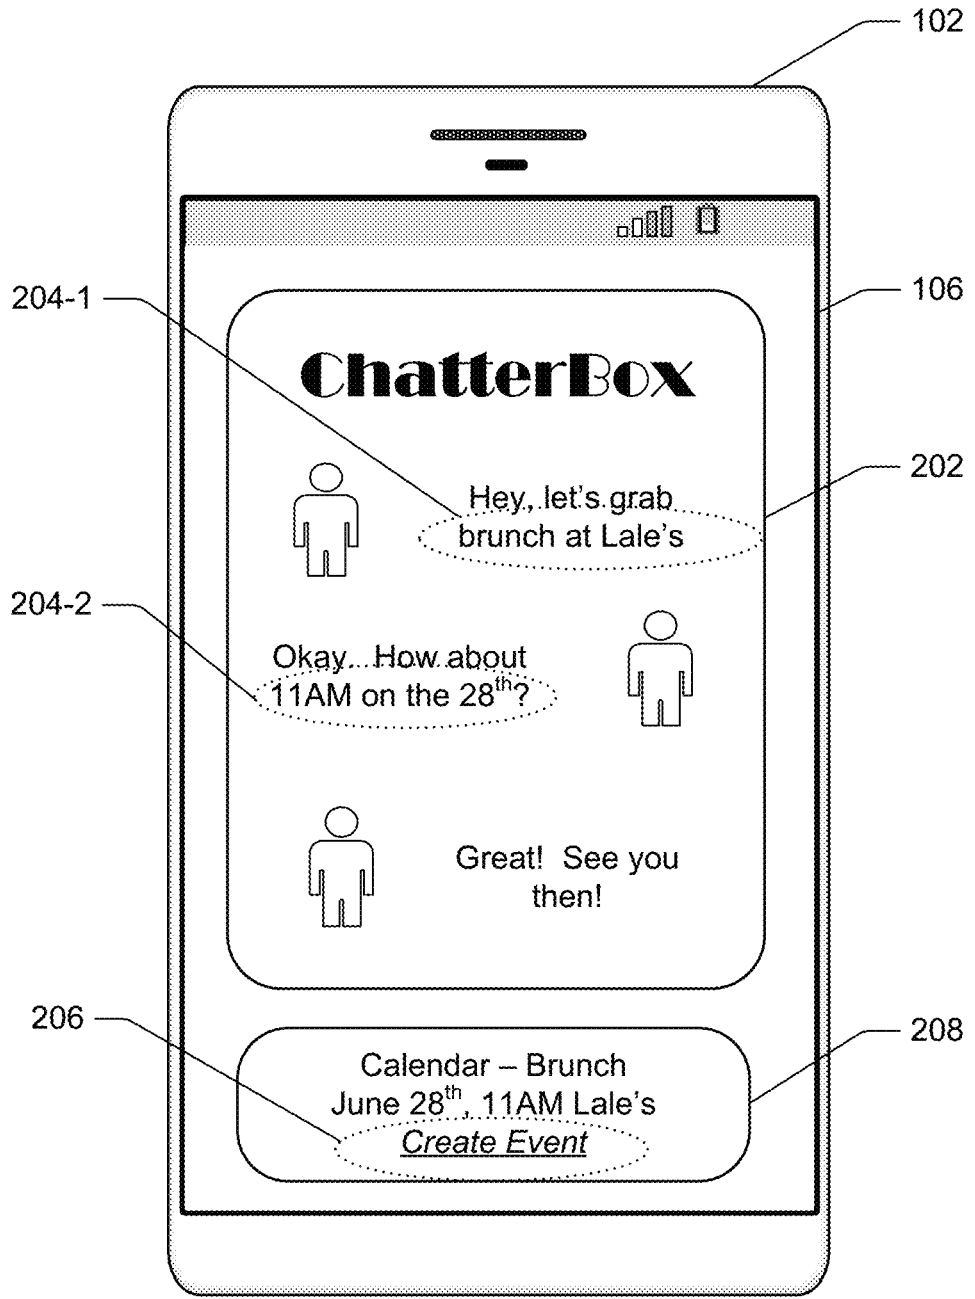 102
204-1
106
ChatterBox
202
Hey, let's grab
brunch at Lale's
204-2
Okay. How about
11AM on the 28th?
Great! See you
then!
206
208
Calendar – Brunch
June 28th, 11AM Lale's
Create Event